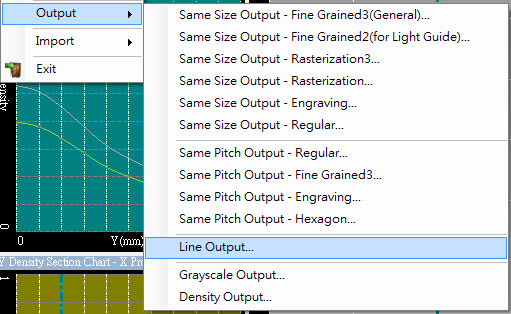 Output
Import
Exit
Same Size Output - Fine Grained3(General)...
Same Size Output - Fine Grained2(for Light Guide)...
Same Size Output - Rasterization3...
Same Size Output - Rasterization...
Same Size Output - Engraving...
Same Size Output - Regular...
Same Pitch Output - Regular...
Same Pitch Output - Fine Grained3...
Same Pitch Output - Engraving...
Same Pitch Output - Hexagon...
Line Output...
Grayscale Output...
Density Output...
ensity
0
0
Y (mm)
Y Density Section Chart - X Pro
1